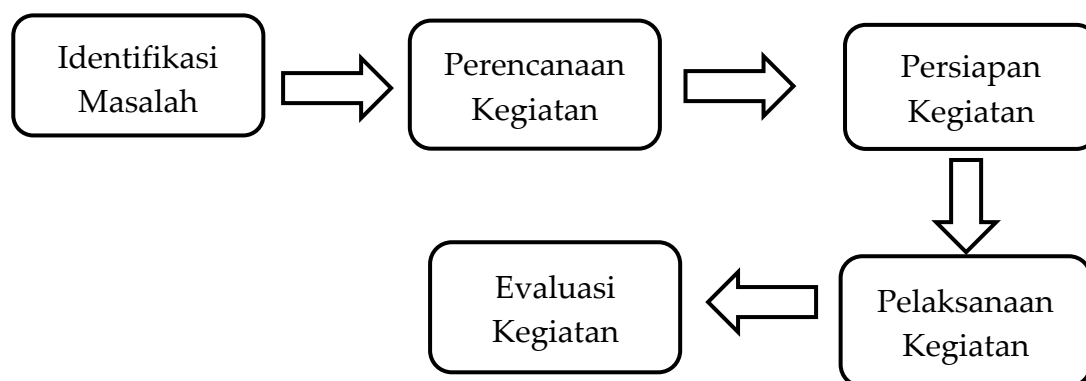 Identifikasi
Masalah
Perencanaan
Kegiatan
Persiapan
Kegiatan
Pelaksanaan
Kegiatan
Evaluasi
Kegiatan